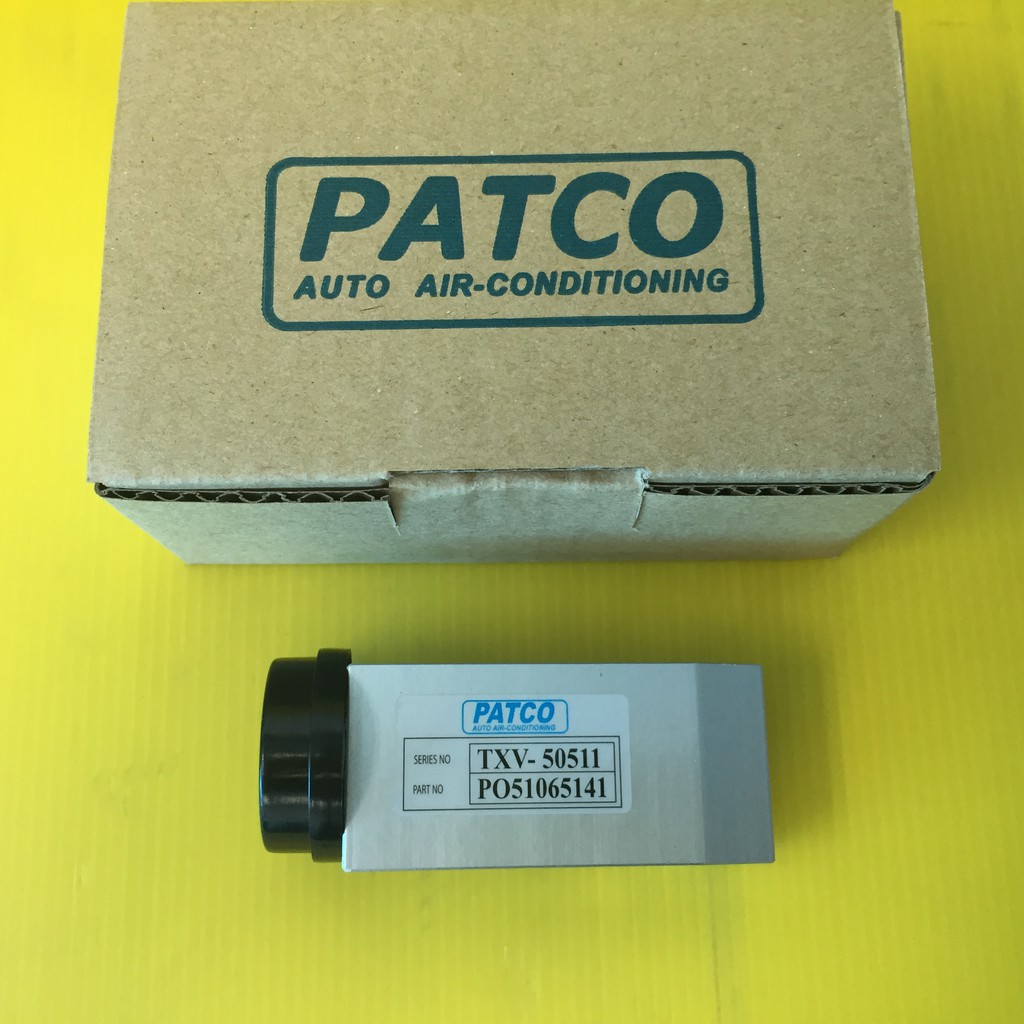 PATCO
AUTO AIR-CONDITIONING
PATCO
AUTO AIR-CONDITIONING
SERIES NO TXV- 50511
PART NO PO51065141